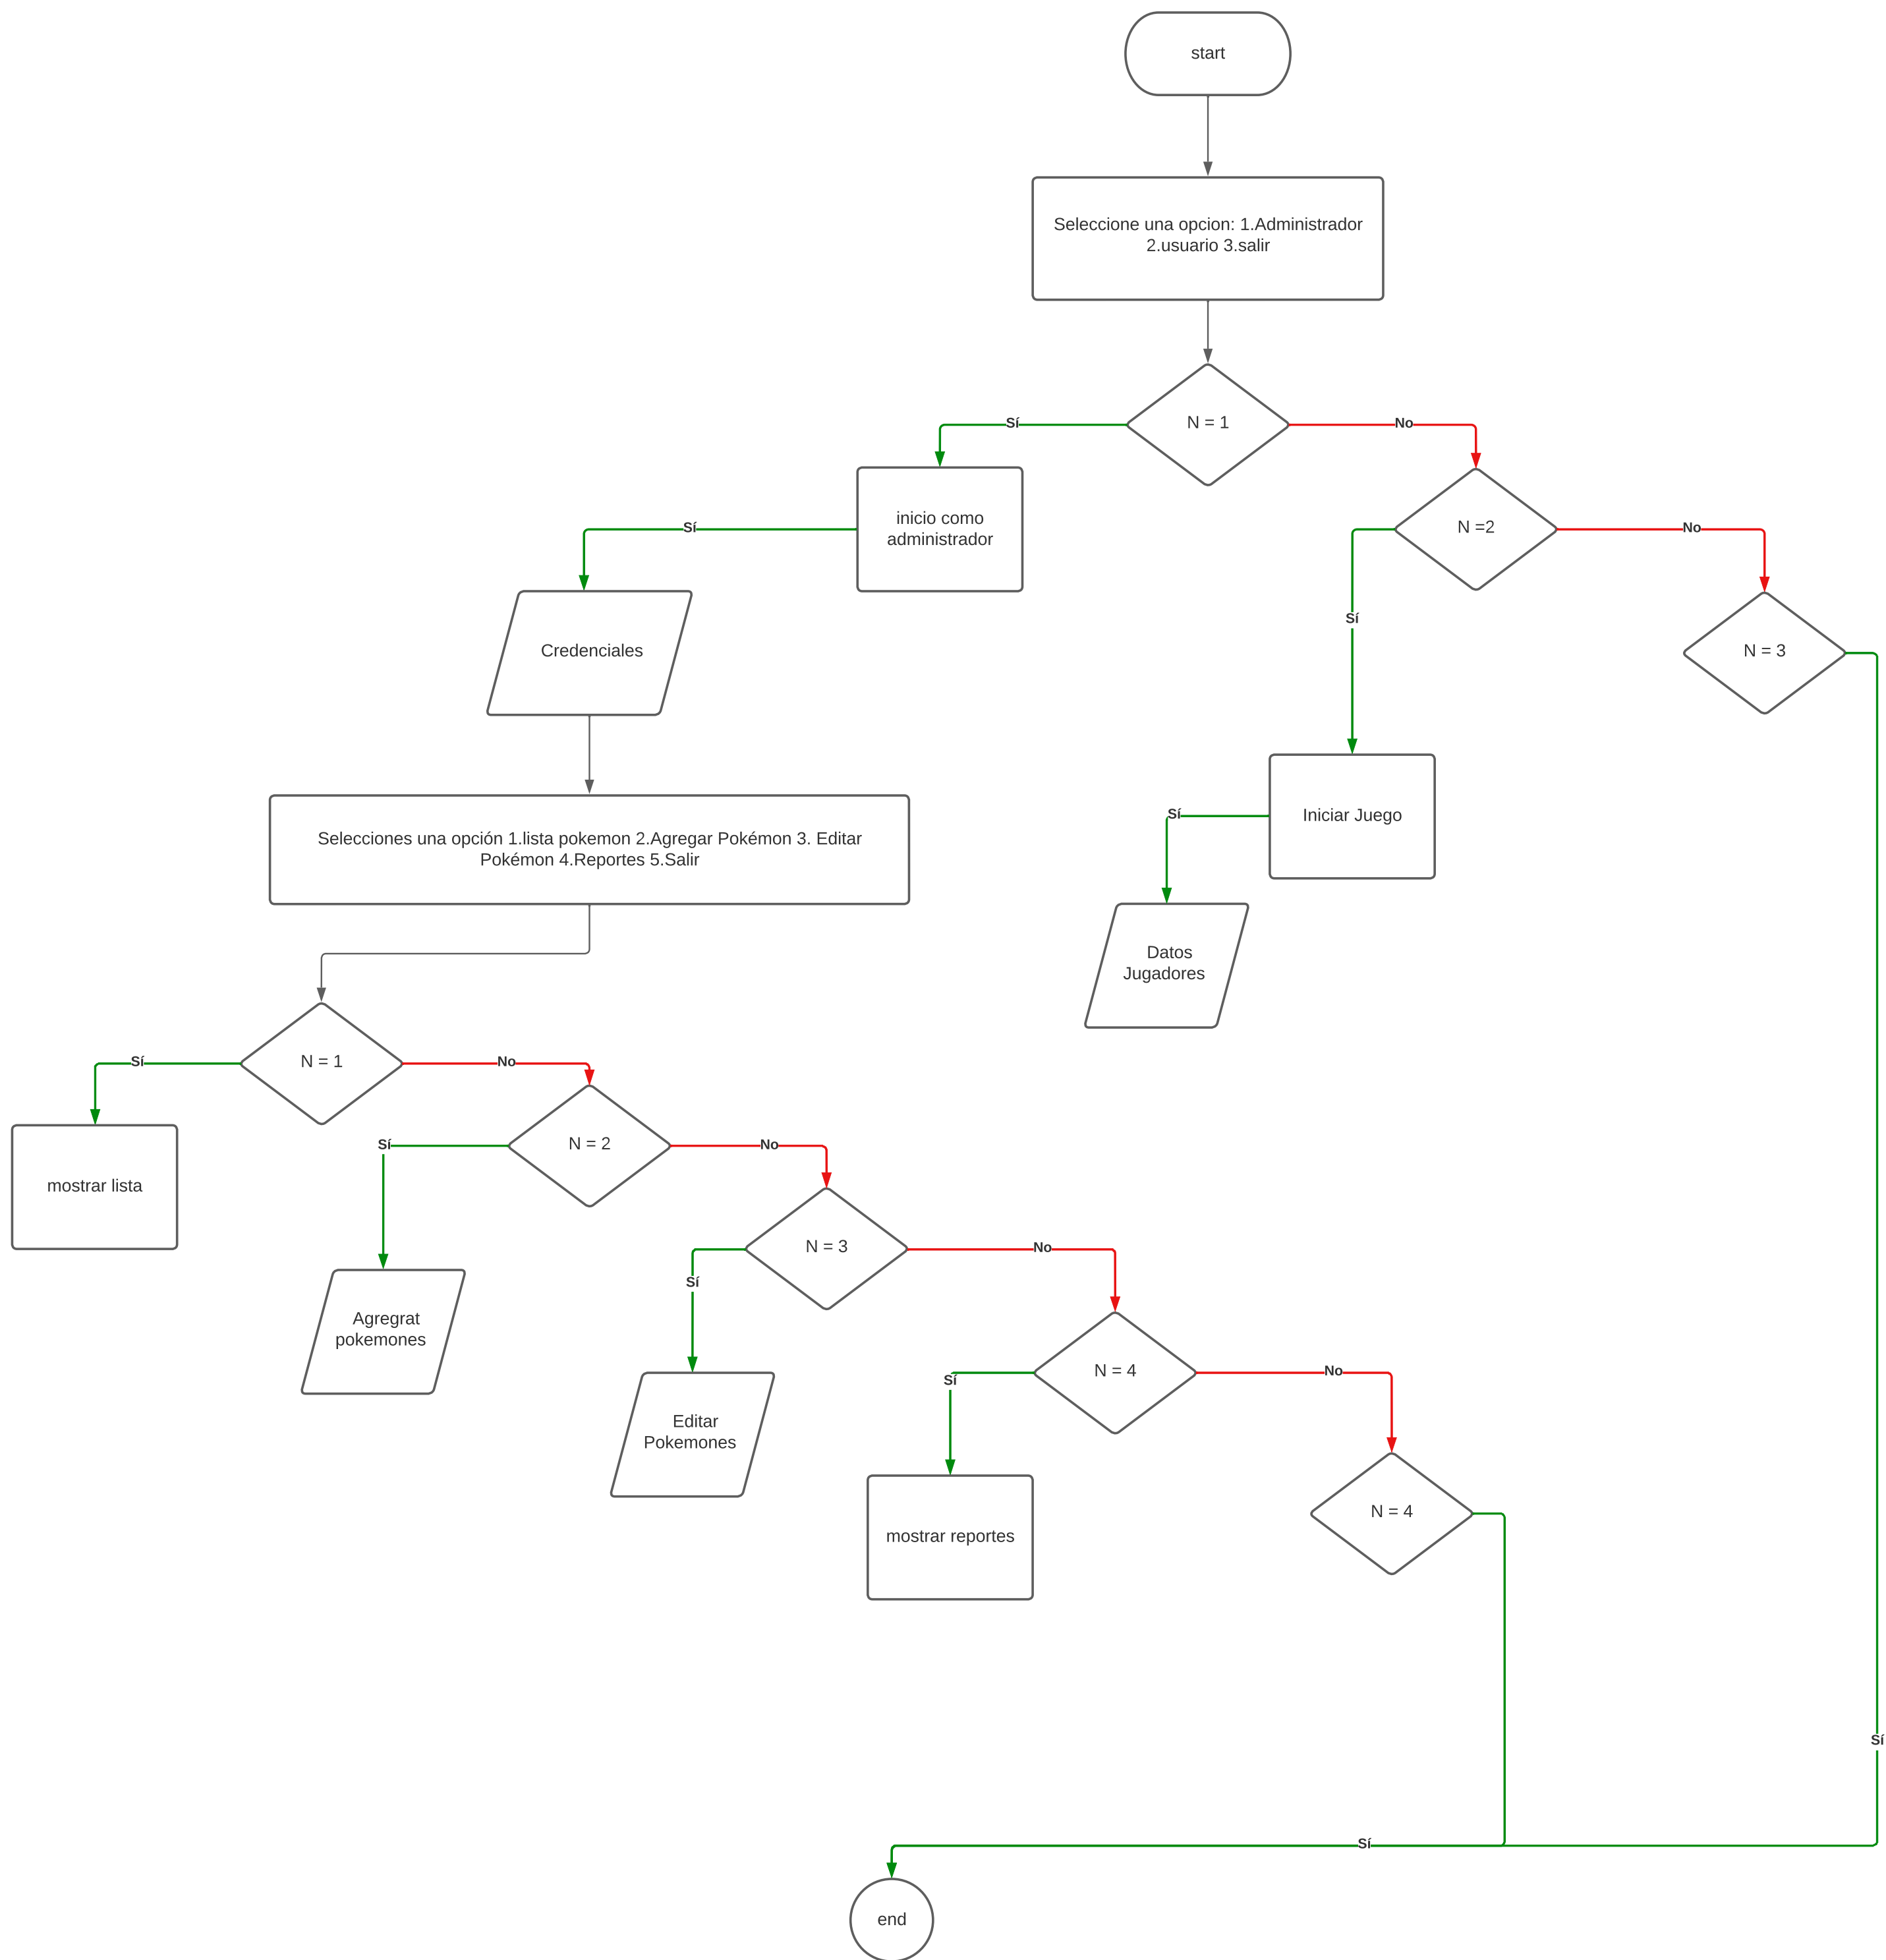 start
Seleccione una opcion: 1.Administrador
2.usuario 3.salir
N = 1
Sí
No
inicio como
administrador
N =2
Sí
No
Credenciales
Sí
N = 3
Iniciar Juego
Selecciones una opción 1.lista pokemon 2.Agregar Pokémon 3. Editar
Pokémon 4.Reportes 5.Salir
Sí
Datos
Jugadores
N = 1
Sí
No
N = 2
Sí
No
mostrar lista
N = 3
Sí
No
Agregrat
pokemones
N = 4
Sí
No
Editar
Pokemones
N = 4
mostrar reportes
Sí
Sí
end